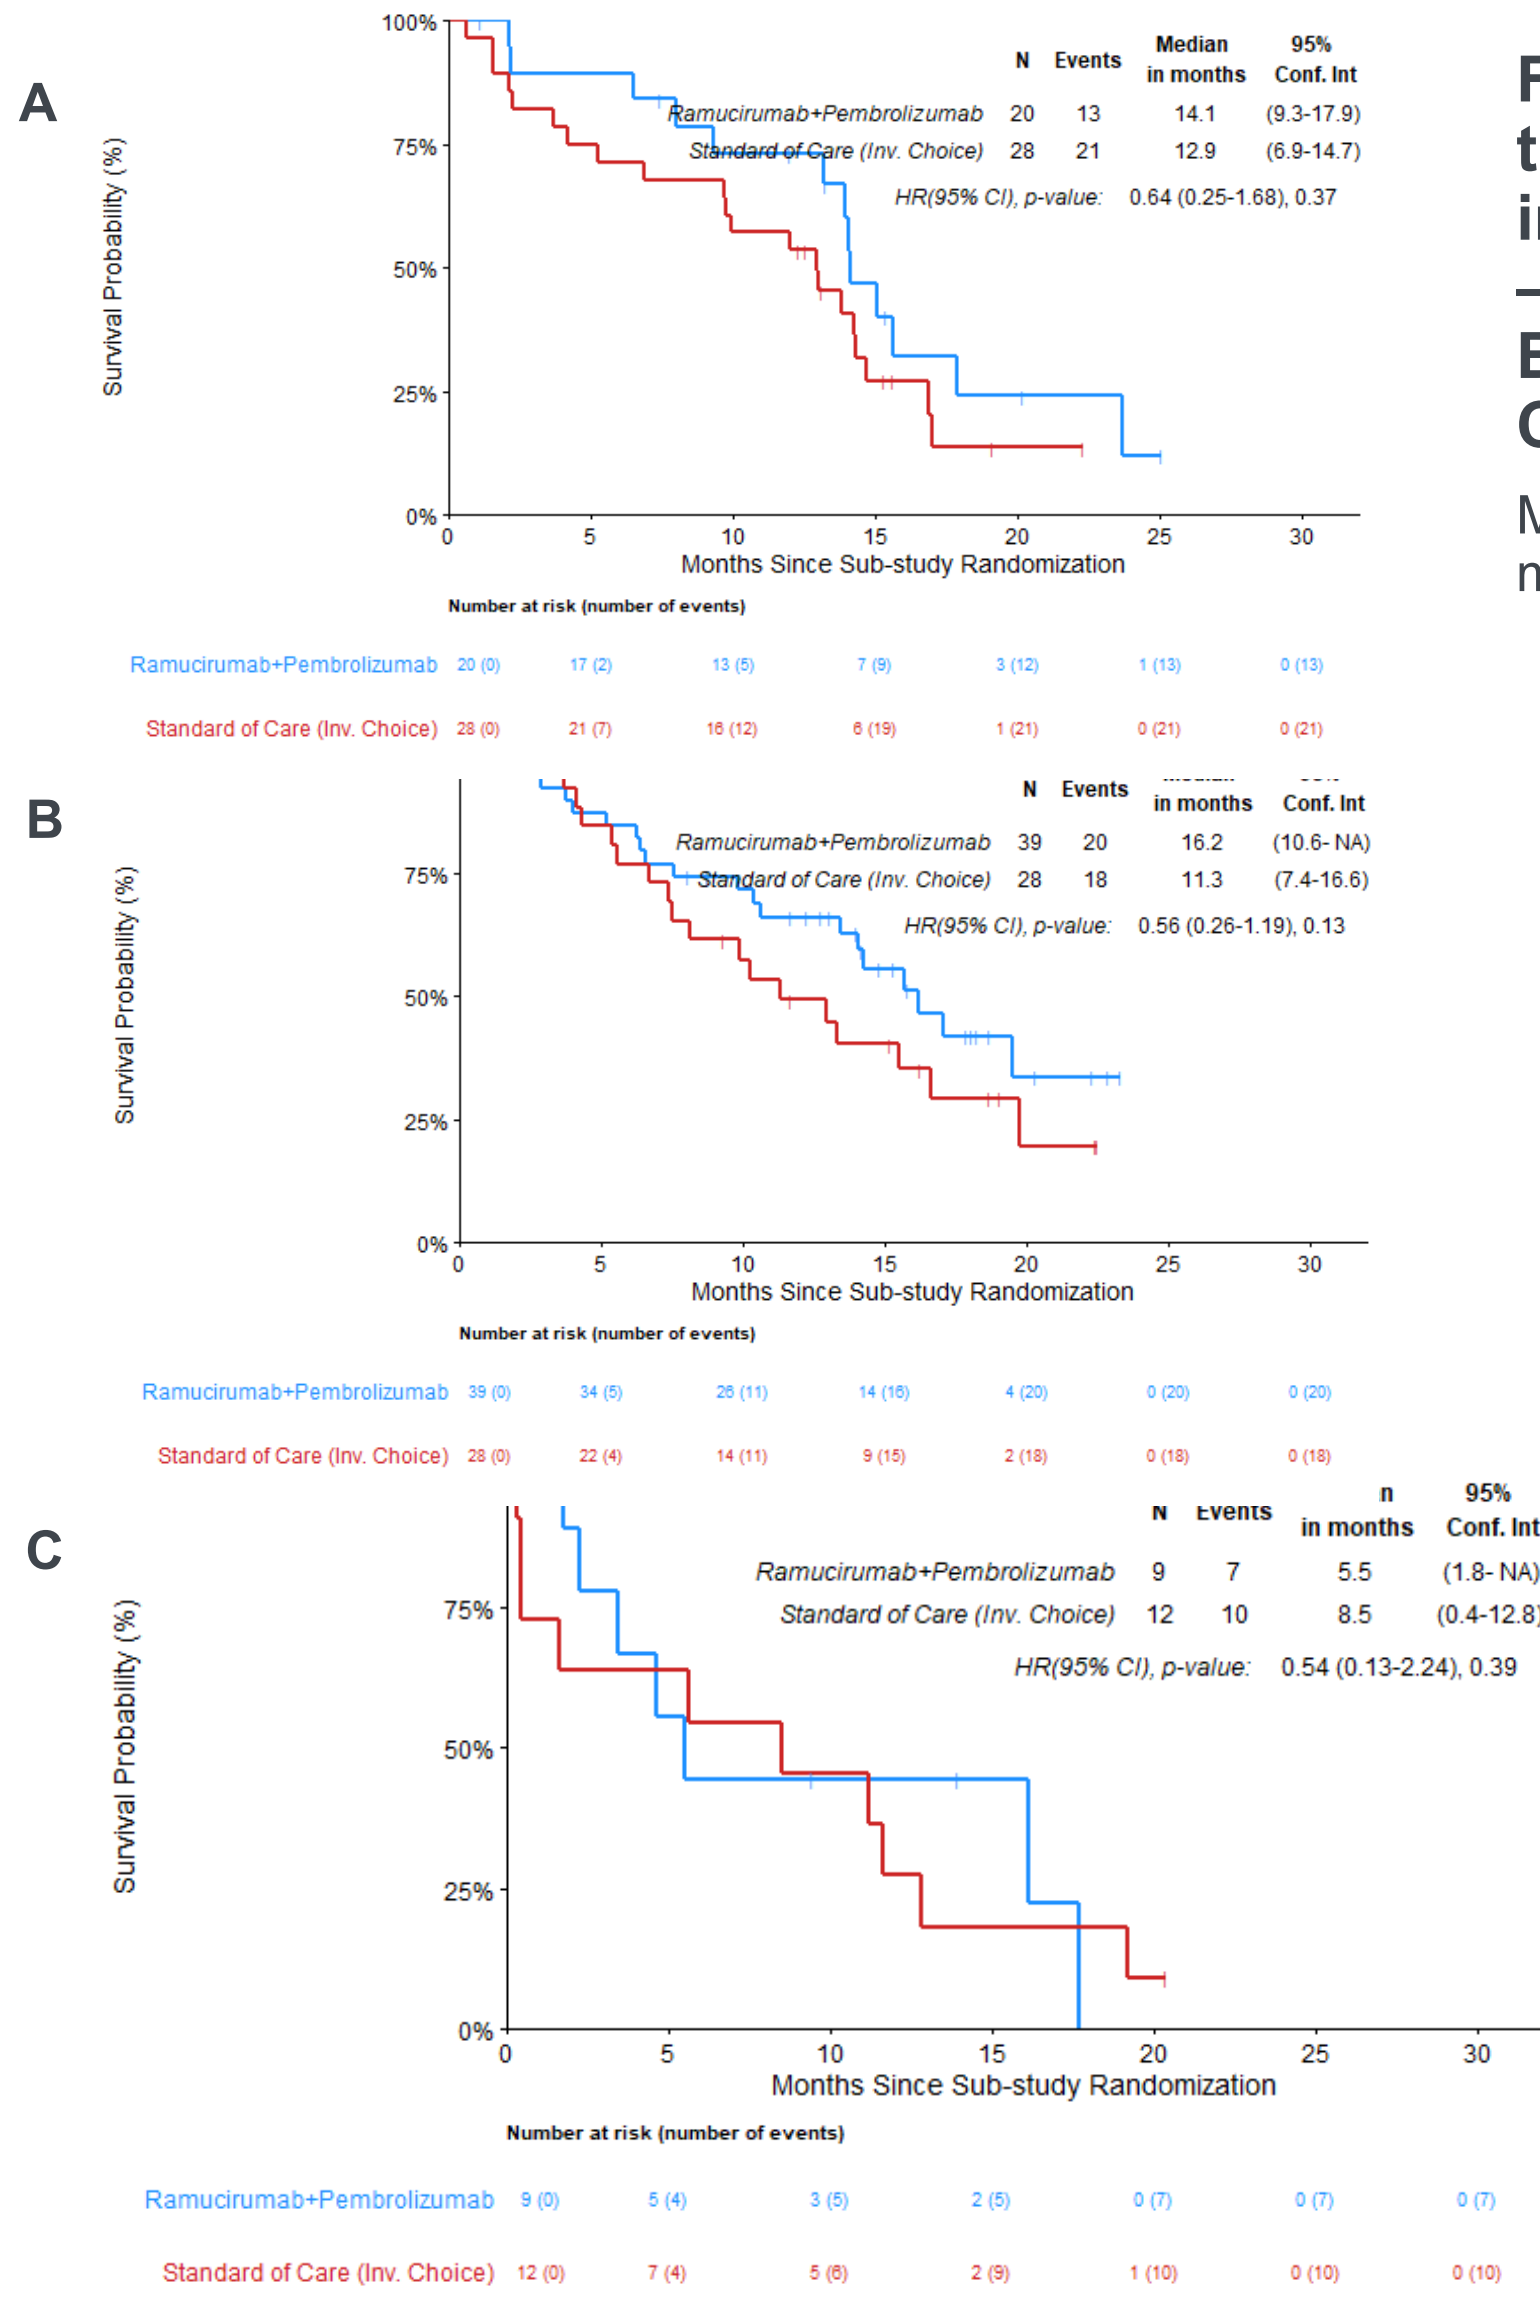 A
Survival Probability (%)
100%
75%
50%
25%
0%
N Events Median in months 95% Conf. Int
Ramucirumab+Pembrolizumab 20 13 14.1 (9.3-17.9)
Standard of Care (Inv. Choice) 28 21 12.9 (6.9-14.7)
HR(95% CI), p-value: 0.64 (0.25-1.68), 0.37
0 5 10 15 20 25 30
Months Since Sub-study Randomization
Number at risk (number of events)
Ramucirumab+Pembrolizumab 20 (0) 17 (2) 13 (5) 7 (9) 3 (12) 1 (13) 0 (13)
Standard of Care (Inv. Choice) 28 (0) 21 (7) 16 (12) 6 (19) 1 (21) 0 (21) 0 (21)
B
Survival Probability (%)
75%
50%
25%
0%
N Events in months Conf. Int
Ramucirumab+Pembrolizumab 39 20 16.2 (10.6- NA)
Standard of Care (Inv. Choice) 28 18 11.3 (7.4-16.6)
HR(95% CI), p-value: 0.56 (0.26-1.19), 0.13
0 5 10 15 20 25 30
Months Since Sub-study Randomization
Number at risk (number of events)
Ramucirumab+Pembrolizumab 39 (0) 34 (5) 26 (11) 14 (16) 4 (20) 0 (20) 0 (20)
Standard of Care (Inv. Choice) 28 (0) 22 (4) 14 (11) 9 (15) 2 (18) 0 (18) 0 (18)
C
Survival Probability (%)
75%
50%
25%
0%
n 95%
N Events in months Conf. Int
Ramucirumab+Pembrolizumab 9 7 5.5 (1.8- NA)
Standard of Care (Inv. Choice) 12 10 8.5 (0.4-12.8)
HR(95% CI), p-value: 0.54 (0.13-2.24), 0.39
0 5 10 15 20 25 30
Months Since Sub-study Randomization
Number at risk (number of events)
Ramucirumab+Pembrolizumab 9 (0) 5 (4) 3 (5) 2 (5) 0 (7) 0 (7) 0 (7)
Standard of Care (Inv. Choice) 12 (0) 7 (4) 5 (6) 2 (9) 1 (10) 0 (10) 0 (10)